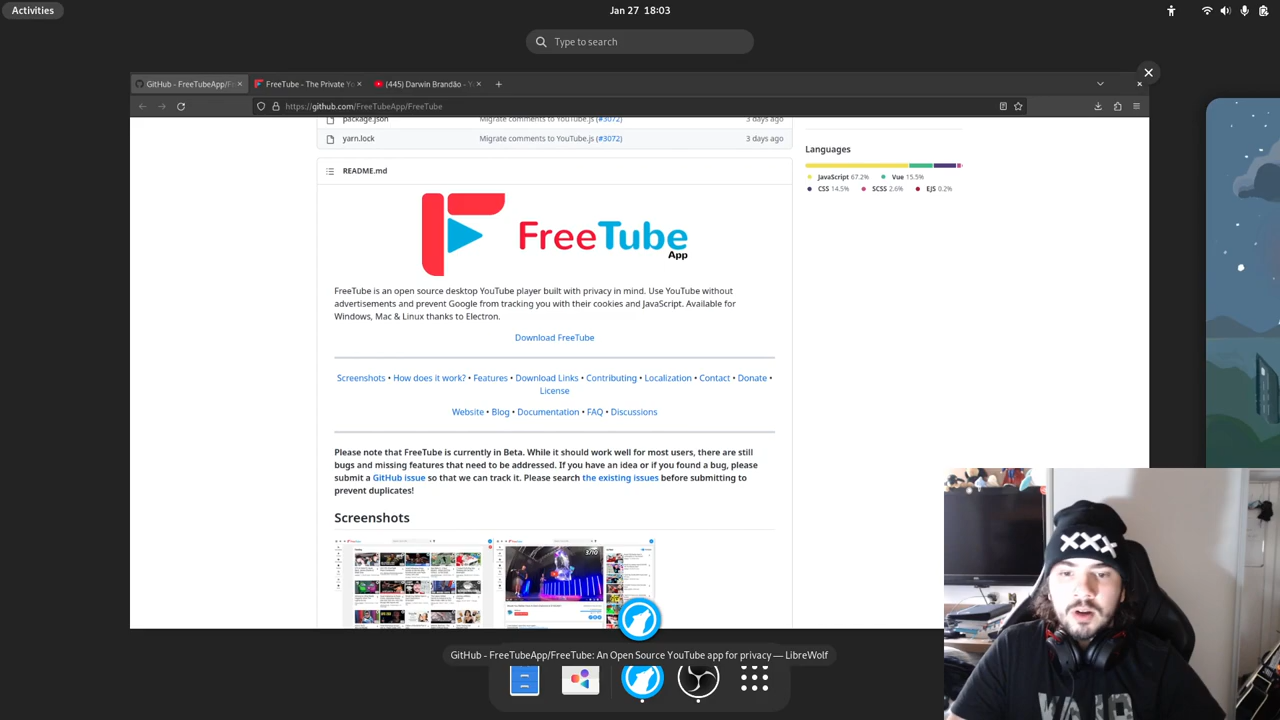 Activities
Jan 27 18:03
Type to search
GitHub - FreeTubeApp/Fr
FreeTube - The Private Yo
(445) Darwin Brandão - Y
https://github.com/FreeTubeApp/FreeTube
package.json Migrate comments to YouTube.js (#3072) 3 days ago
yarn.lock Migrate comments to YouTube.js (#3072) 3 days ago
README.md
FreeTube
App
FreeTube is an open source desktop YouTube player built with privacy in mind. Use YouTube without
advertisements and prevent Google from tracking you with their cookies and JavaScript. Available for
Windows, Mac & Linux thanks to Electron.
Download FreeTube
Screenshots • How does it work? • Features • Download Links • Contributing • Localization • Contact • Donate •
License
Website • Blog • Documentation • FAQ • Discussions
Please note that FreeTube is currently in Beta. While it should work well for most users, there are still
bugs and missing features that need to be addressed. If you have an idea or if you found a bug, please
submit a GitHub issue so that we can track it. Please search the existing issues before submitting to
prevent duplicates!
Screenshots
Languages
JavaScript 67.2% Vue 15.5%
CSS 14.5% SCSS 2.6% EJS 0.2%
GitHub - FreeTubeApp/FreeTube: An Open Source YouTube app for privacy — LibreWolf
XXX